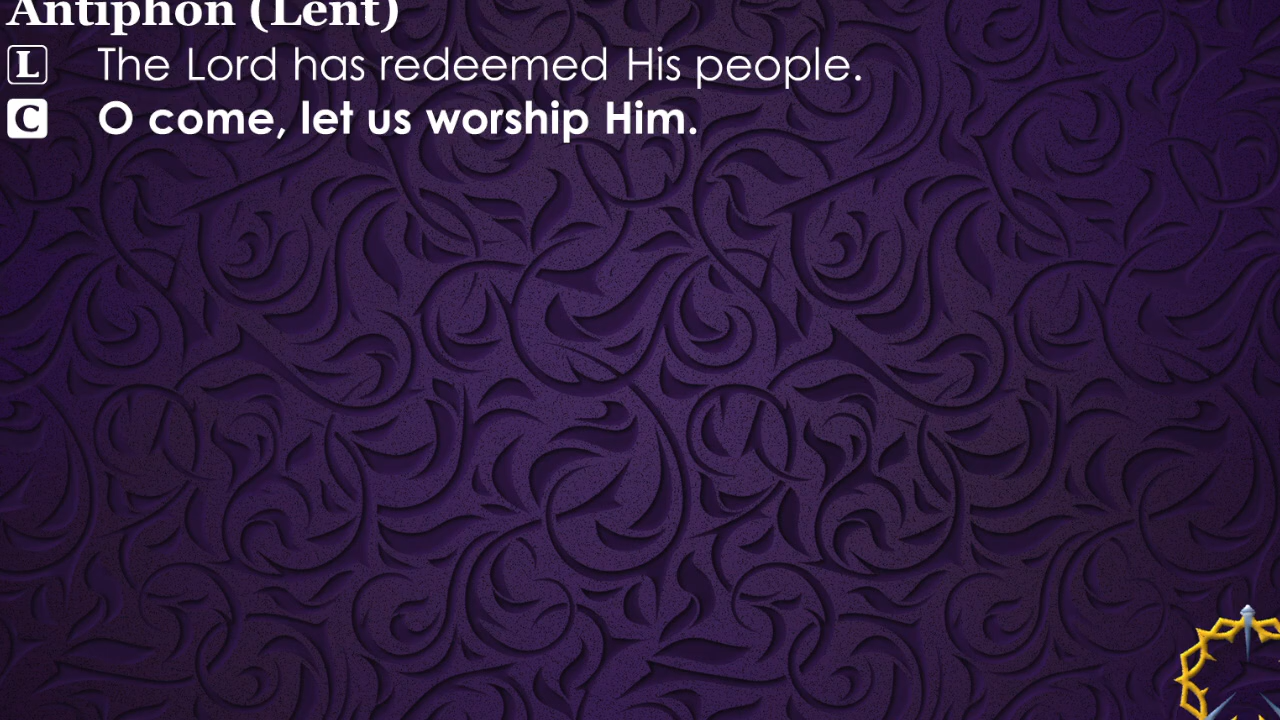 Antiphon (Lent)
L The Lord has redeemed His people.
C O come, let us worship Him.